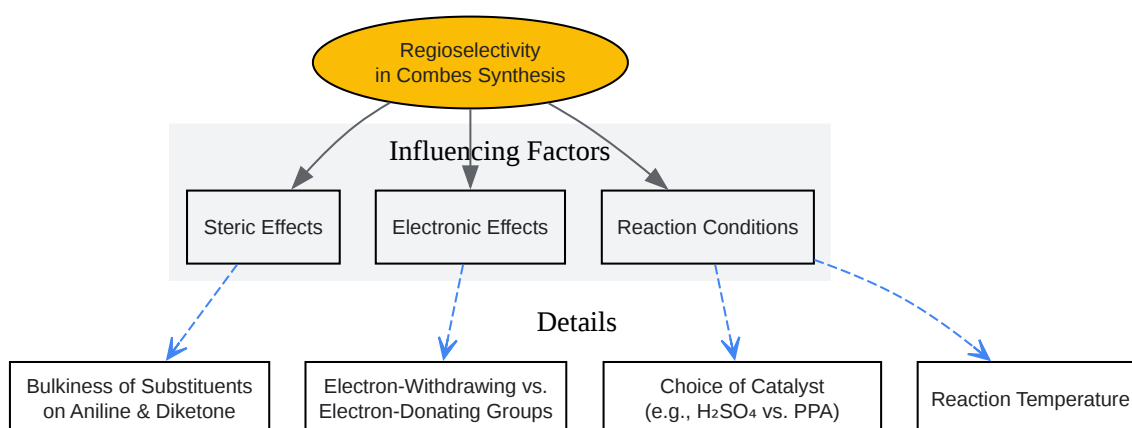 Regioselectivity
in Combes Synthesis
Influencing Factors
Steric Effects
Electronic Effects
Reaction Conditions
Details
Bulkiness of Substituents
on Aniline & Diketone
Electron-Withdrawing vs.
Electron-Donating Groups
Choice of Catalyst
(e.g., H₂SO₄ vs. PPA)
Reaction Temperature